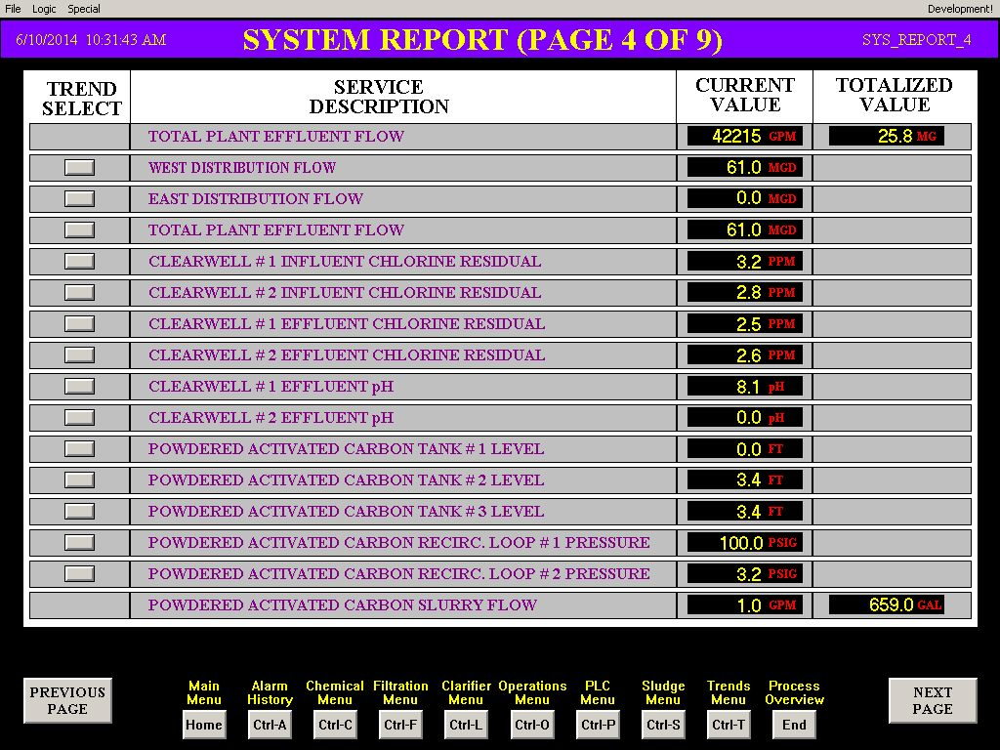 File Logic Special Development!
6/10/2014 10:31:43 AM SYSTEM REPORT (PAGE 4 OF 9) SYS_REPORT_4
TREND SERVICE CURRENT TOTALIZED
SELECT DESCRIPTION VALUE VALUE
TOTAL PLANT EFFLUENT FLOW 42215 GPM 25.8 MG
WEST DISTRIBUTION FLOW 61.0 MGD
EAST DISTRIBUTION FLOW 0.0 MGD
TOTAL PLANT EFFLUENT FLOW 61.0 MGD
CLEARWELL # 1 INFLUENT CHLORINE RESIDUAL 3.2 PPM
CLEARWELL # 2 INFLUENT CHLORINE RESIDUAL 2.8 PPM
CLEARWELL # 1 EFFLUENT CHLORINE RESIDUAL 2.5 PPM
CLEARWELL # 2 EFFLUENT CHLORINE RESIDUAL 2.6 PPM
CLEARWELL # 1 EFFLUENT pH 8.1 pH
CLEARWELL # 2 EFFLUENT pH 0.0 pH
POWDERED ACTIVATED CARBON TANK # 1 LEVEL 0.0 FT
POWDERED ACTIVATED CARBON TANK # 2 LEVEL 3.4 FT
POWDERED ACTIVATED CARBON TANK # 3 LEVEL 3.4 FT
POWDERED ACTIVATED CARBON RECIRC. LOOP # 1 PRESSURE 100.0 PSIG
POWDERED ACTIVATED CARBON RECIRC. LOOP # 2 PRESSURE 3.2 PSIG
POWDERED ACTIVATED CARBON SLURRY FLOW 1.0 GPM 659.0 GAL
Main Alarm Chemical Filtration Clarifier Operations PLC Sludge Trends Process
PREVIOUS Menu History Menu Menu Menu Menu Menu Menu Menu Overview NEXT
PAGE Home Ctrl-A Ctrl-C Ctrl-F Ctrl-L Ctrl-O Ctrl-P Ctrl-S Ctrl-T End PAGE